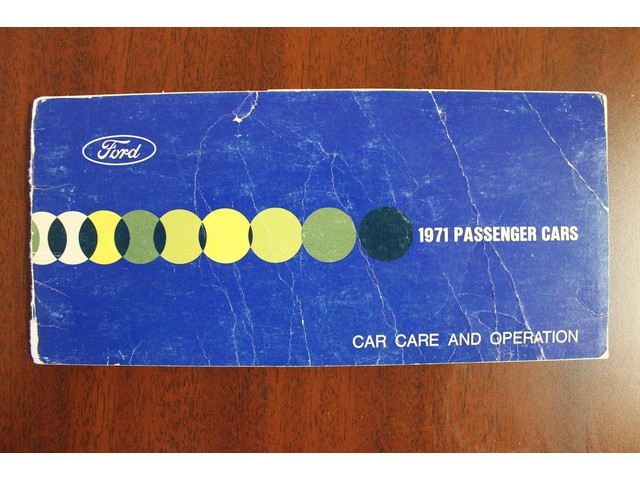 Ford
1971 PASSENGER CARS
CAR CARE AND OPERATION